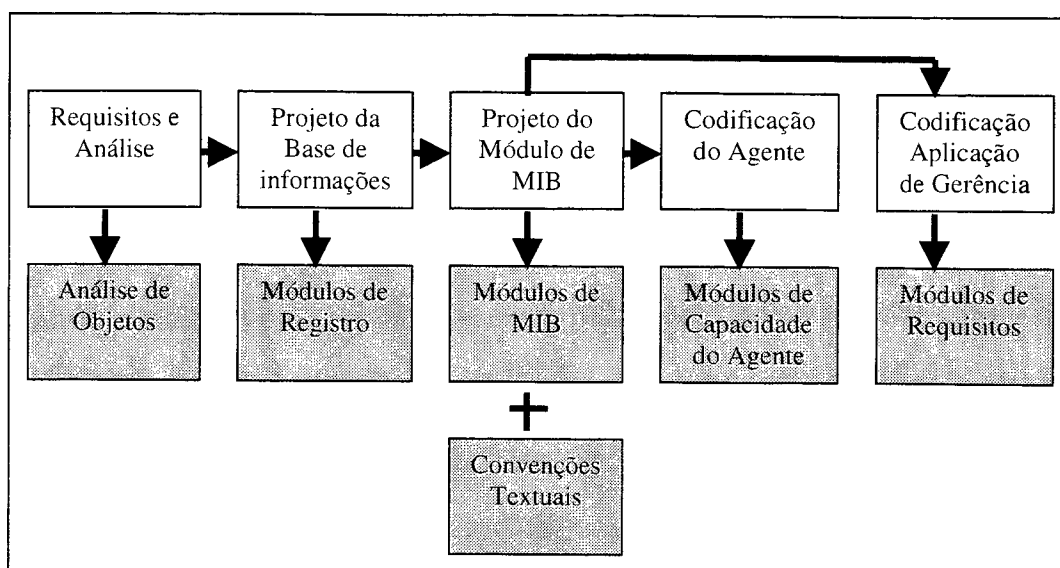 Requisitos e
Análise
Projeto da
Base de
informações
Projeto do
Módulo de
MIB
Codificação
do Agente
Codificação
Aplicação
de Gerência
Análise de
Objetos
Módulos de
Registro
Módulos de
MIB
Módulos de
Capacidade
do Agente
Módulos de
Requisitos
+
Convenções
Textuais